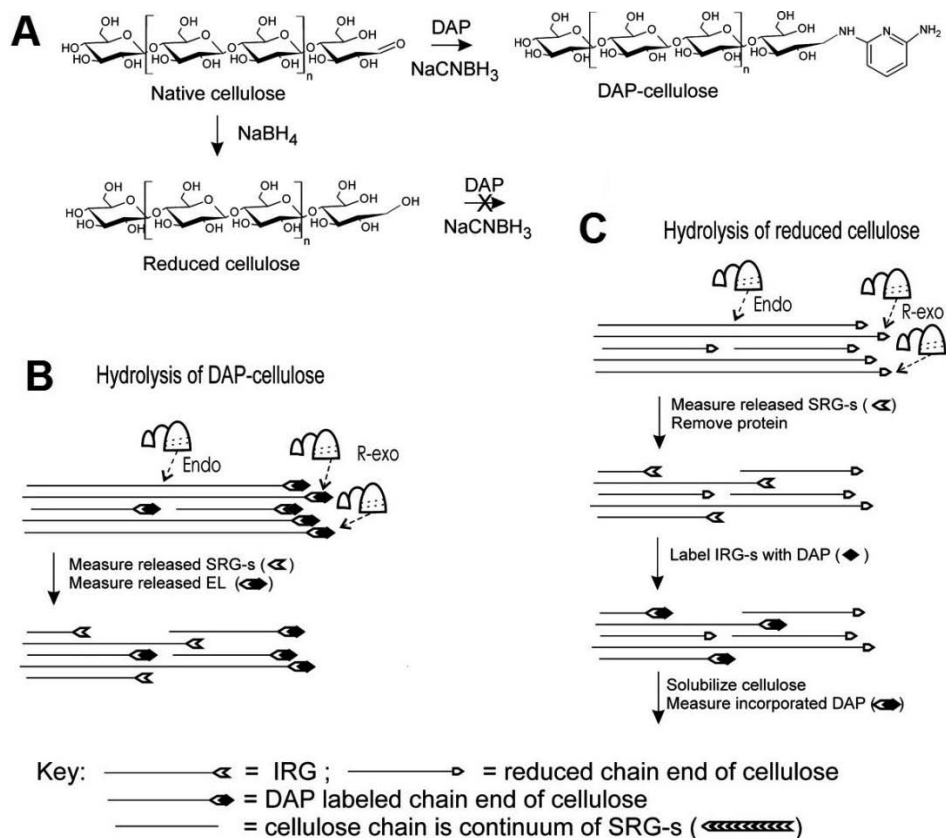 A
DAP
NaCNBH₃
NH
N
NH₂
n
n
Native cellulose
DAP-cellulose
NaBH₄
n
DAP
NaCNBH₃
Reduced cellulose
C
Hydrolysis of reduced cellulose
Endo
R-exo
Measure released SRG-s ( )
Remove protein
Label IRG-s with DAP ( )
Solubilize cellulose
Measure incorporated DAP ( )
B
Hydrolysis of DAP-cellulose
Endo
R-exo
Measure released SRG-s ( )
Measure released EL ( )
Key: = IRG ; = reduced chain end of cellulose
= DAP labeled chain end of cellulose
= cellulose chain is continuum of SRG-s ( )